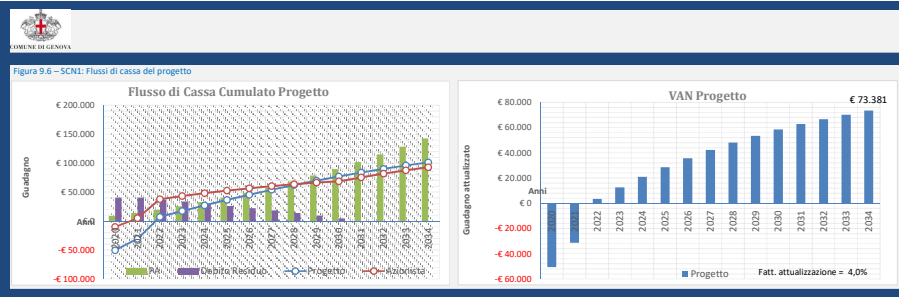 COMUNE DI GENOVA
Figura 9.6 – SCN1: Flussi di cassa del progetto
Flusso di Cassa Cumulato Progetto
Guadagno
€ 200.000
€ 150.000
€ 100.000
€ 50.000
€ 0
-€ 50.000
-€ 100.000
Anni
2020 2021 2022 2023 2024 2025 2026 2027 2028 2029 2030 2031 2032 2033 2034
PA Debito Residuo Progetto Azionista
VAN Progetto
€ 73.381
Guadagno attualizzato
€ 80.000
€ 60.000
€ 40.000
€ 20.000
€ 0
-€ 20.000
-€ 40.000
-€ 60.000
Anni
2020 2021 2022 2023 2024 2025 2026 2027 2028 2029 2030 2031 2032 2033 2034
Progetto
Fatt. attualizzazione = 4,0%